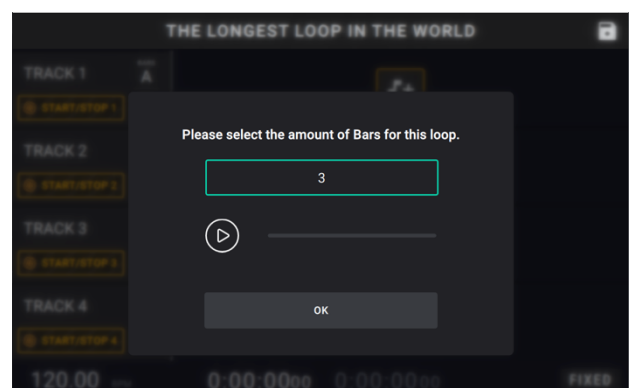 THE LONGEST LOOP IN THE WORLD
TRACK 1
A
START/STOP 1
Please select the amount of Bars for this loop.
TRACK 2
3
START/STOP 2
TRACK 3
START/STOP 3
TRACK 4
OK
START/STOP 4
120.00
0:00:0000
0:00:0000
FIXED